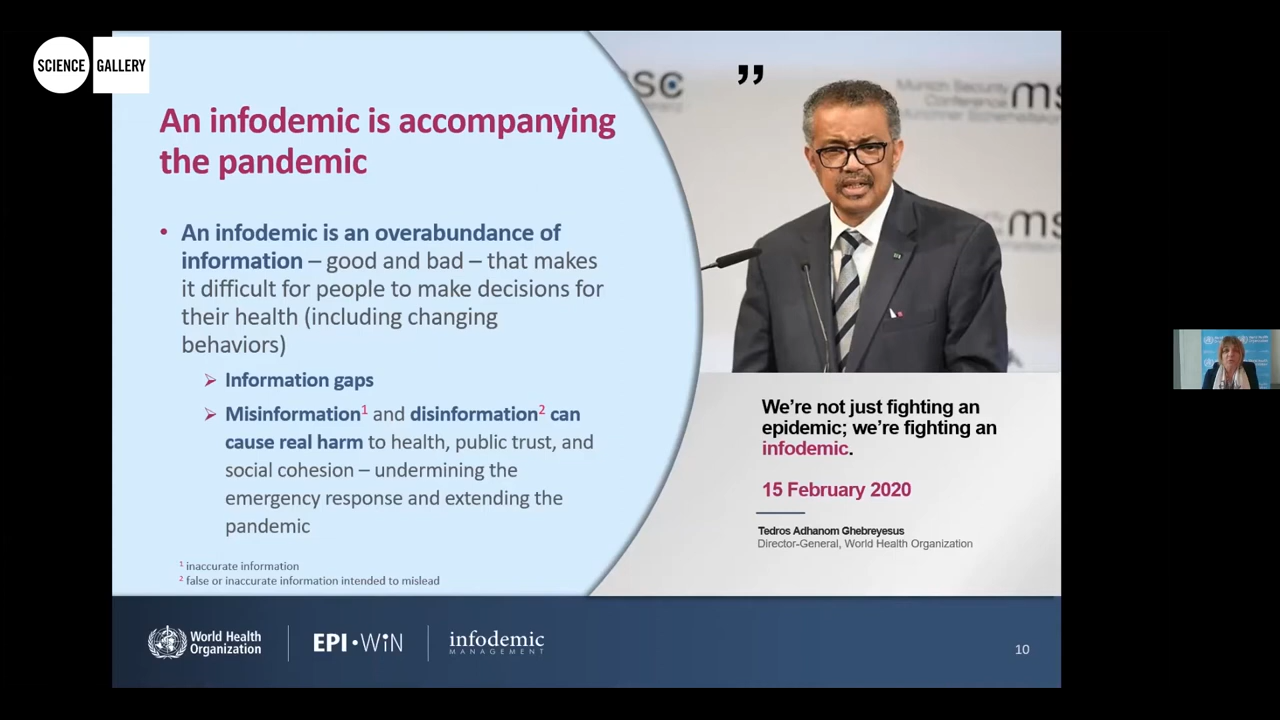 SCIENCE GALLERY
An infodemic is accompanying
the pandemic
• An infodemic is an overabundance of
information – good and bad – that makes
it difficult for people to make decisions for
their health (including changing
behaviors)
➢ Information gaps
➢ Misinformation1 and disinformation2 can
cause real harm to health, public trust, and
social cohesion – undermining the
emergency response and extending the
pandemic
1 inaccurate information
2 false or inaccurate information intended to mislead
”
Munich Security
Conference
msc
We’re not just fighting an
epidemic; we’re fighting an
infodemic.
15 February 2020
Tedros Adhanom Ghebreyesus
Director-General, World Health Organization
World Health
Organization
EPI•WiN
infodemic
MANAGEMENT
10